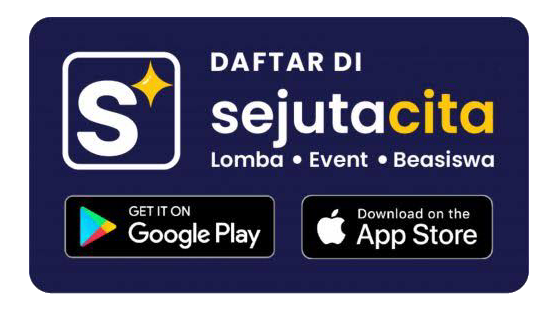 DAFTAR DI
S
sejutacita
Lomba • Event • Beasiswa
GET IT ON
Google Play
Download on the
App Store